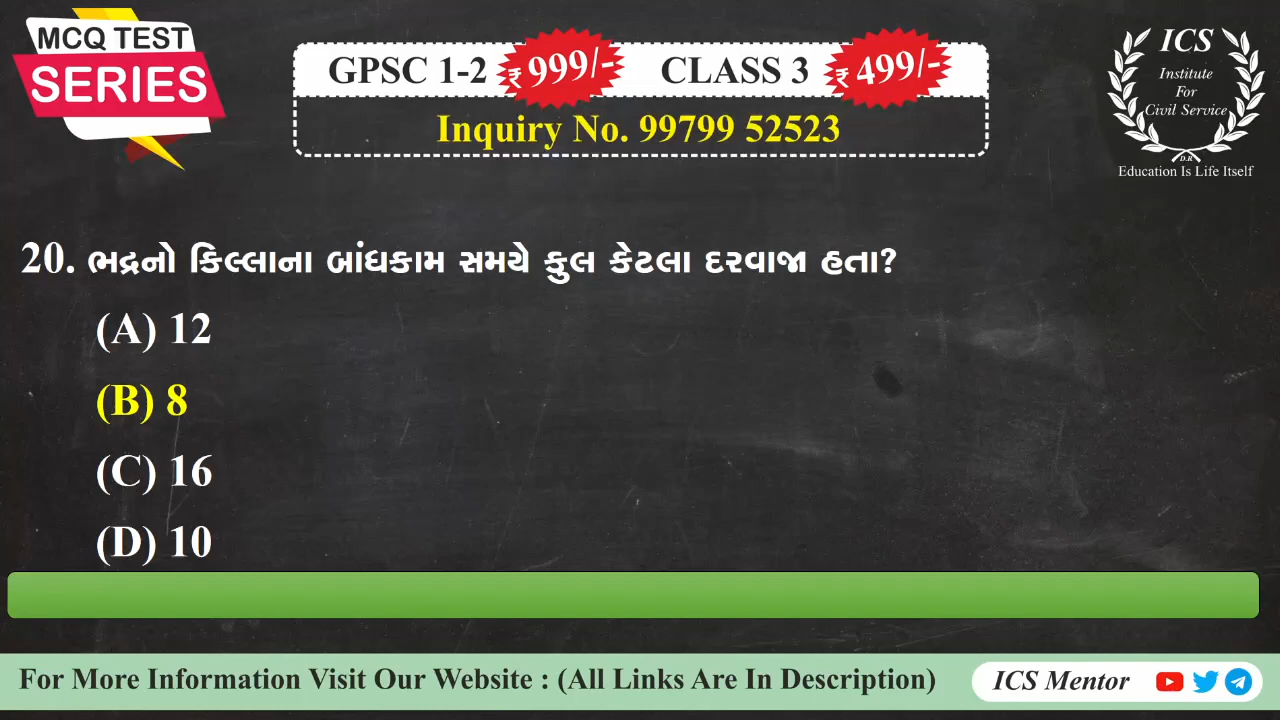 MCQ TEST
SERIES
GPSC 1-2 ₹ 999/- CLASS 3 ₹ 499/-
Inquiry No. 99799 52523
ICS
Institute
For
Civil Service
D.R
Education Is Life Itself
20. ભદ્રનો કિલ્લાના બાંધકામ સમયે કુલ કેટલા દરવાજા હતા?
(A) 12
(B) 8
(C) 16
(D) 10
For More Information Visit Our Website : (All Links Are In Description)
ICS Mentor